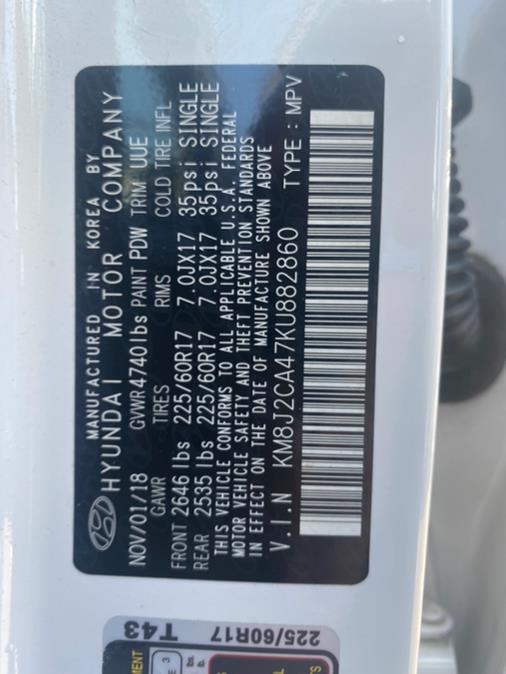 MANUFACTURED IN KOREA BY
HYUNDAI MOTOR COMPANY
NOV/01/18 GVWR4740lbs PAINT PDW TRIM UUE
GAWR TIRES RIMS COLD TIRE INFL
FRONT 2646 lbs 225/60R17 7.0JX17 35psi SINGLE
REAR 2535 lbs 225/60R17 7.0JX17 35psi SINGLE
THIS VEHICLE CONFORMS TO ALL APPLICABLE U.S.A. FEDERAL
MOTOR VEHICLE SAFETY AND THEFT PREVENTION STANDARDS
IN EFFECT ON THE DATE OF MANUFACTURE SHOWN ABOVE
V.I.N KM8J2CA47KU882860 TYPE : MPV
T43
225/60R17